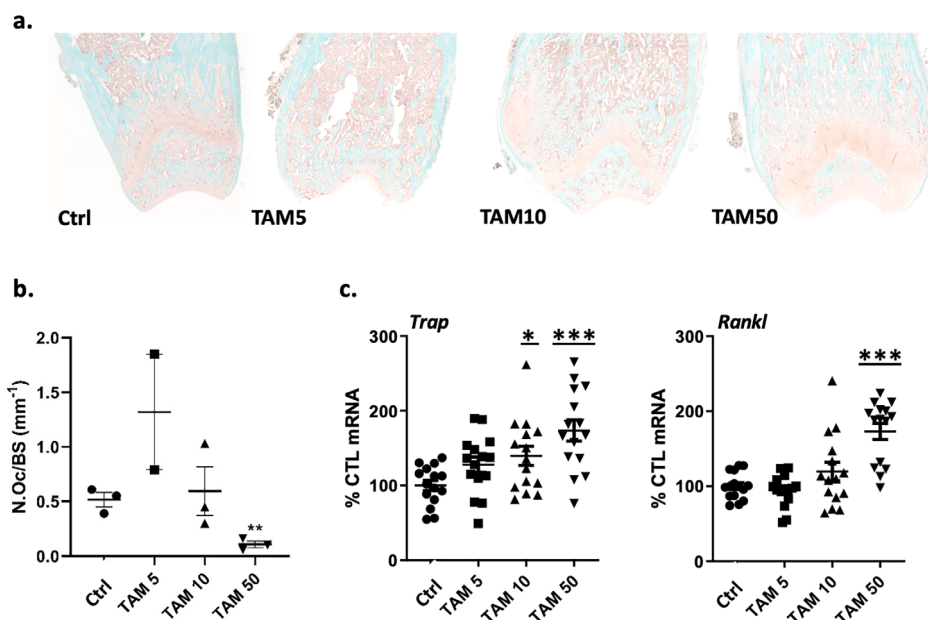 a.
Ctrl
TAM5
TAM10
TAM50
b.
N.Oc/BS (mm⁻¹)
2.0
1.5
1.0
0.5
0.0
**
Ctrl
TAM 5
TAM 10
TAM 50
c.
Trap
% CTL mRNA
300
200
100
0
*
***
Ctrl
TAM 5
TAM 10
TAM 50
Rankl
% CTL mRNA
300
200
100
0
***
Ctrl
TAM 5
TAM 10
TAM 50